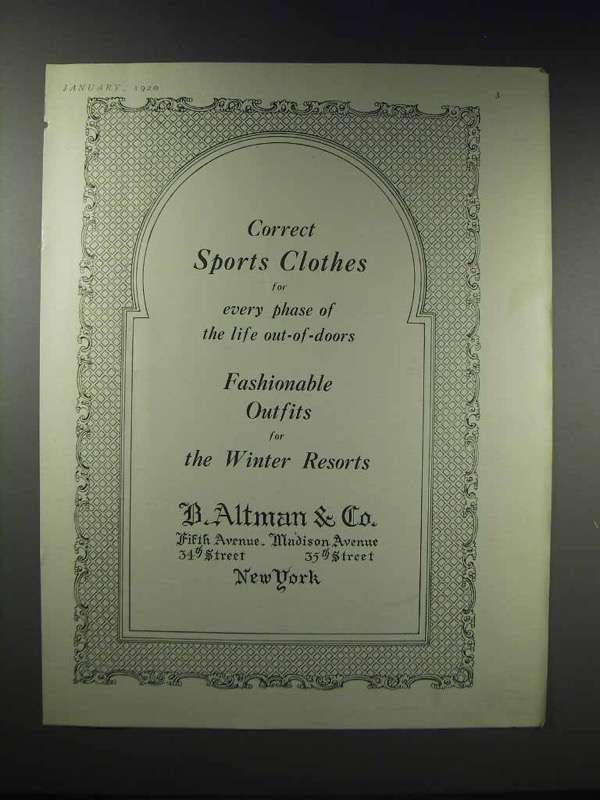 JANUARY, 1920
3
Correct
Sports Clothes
for
every phase of
the life out-of-doors
Fashionable
Outfits
for
the Winter Resorts
B. Altman & Co.
Fifth Avenue - Madison Avenue
34th Street 35th Street
New York